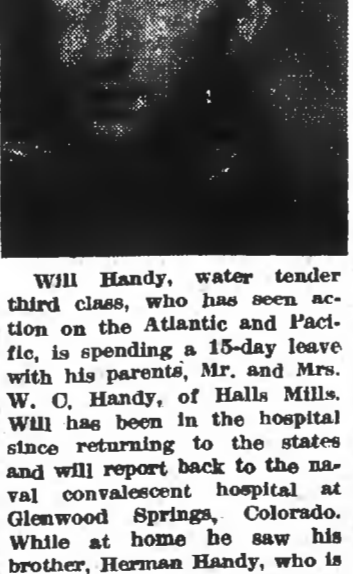 Will Handy, water tender
third class, who has seen ac-
tion on the Atlantic and Paci-
fic, is spending a 15-day leave
with his parents, Mr. and Mrs.
W. C. Handy, of Halls Mills.
Will has been in the hospital
since returning to the states
and will report back to the na-
val convalescent hospital at
Glenwood Springs, Colorado.
While at home he saw his
brother, Herman Handy, who is